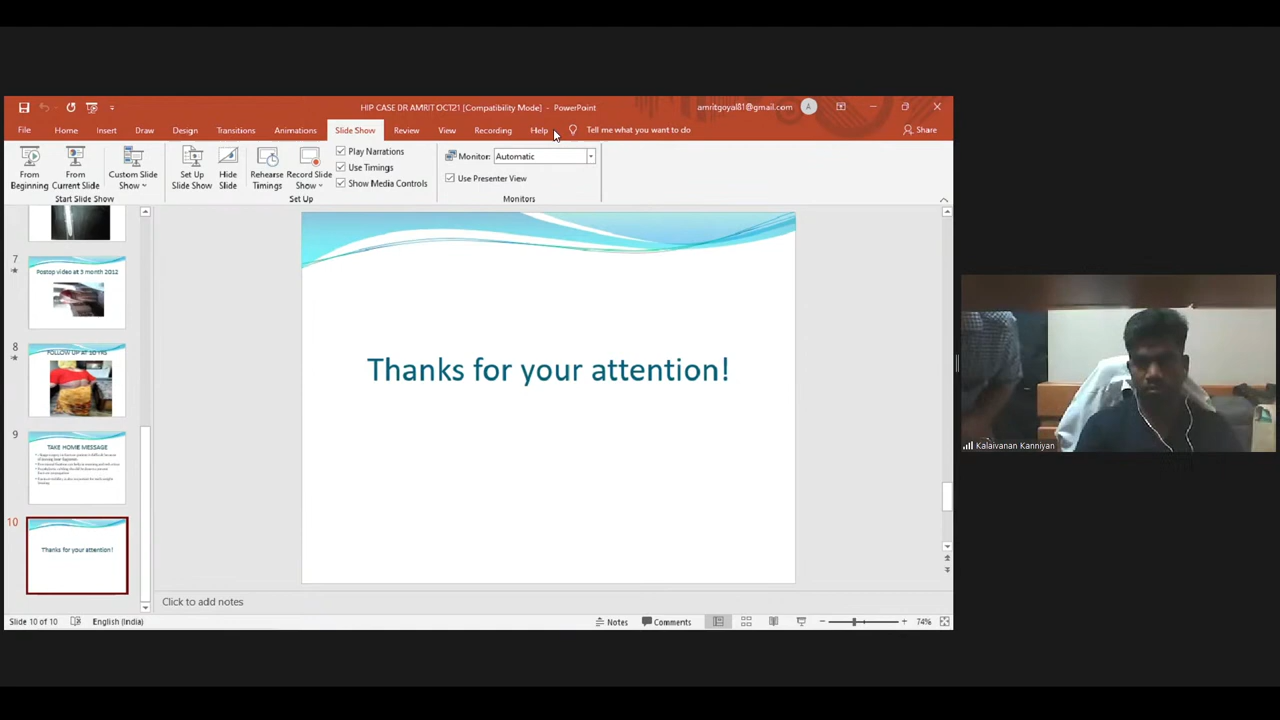 HIP CASE DR AMRIT OCT21 [Compatibility Mode] - PowerPoint
amritgoyal81@gmail.com
A
File
Home
Insert
Draw
Design
Transitions
Animations
Slide Show
Review
View
Recording
Help
Tell me what you want to do
Share
From Beginning
From Current Slide
Custom Slide Show
Set Up Slide Show
Hide Slide
Rehearse Timings
Record Slide Show
Play Narrations
Use Timings
Show Media Controls
Monitor:
Automatic
Use Presenter View
Start Slide Show
Set Up
Monitors
7
Postop video at 3 month 2012
8
FOLLOW UP AT 10 YRS
9
TAKE HOME MESSAGE
10
Thanks for your attention!
Thanks for your attention!
Click to add notes
Slide 10 of 10
English (India)
Notes
Comments
74%
Kalaivanan Kanniyan